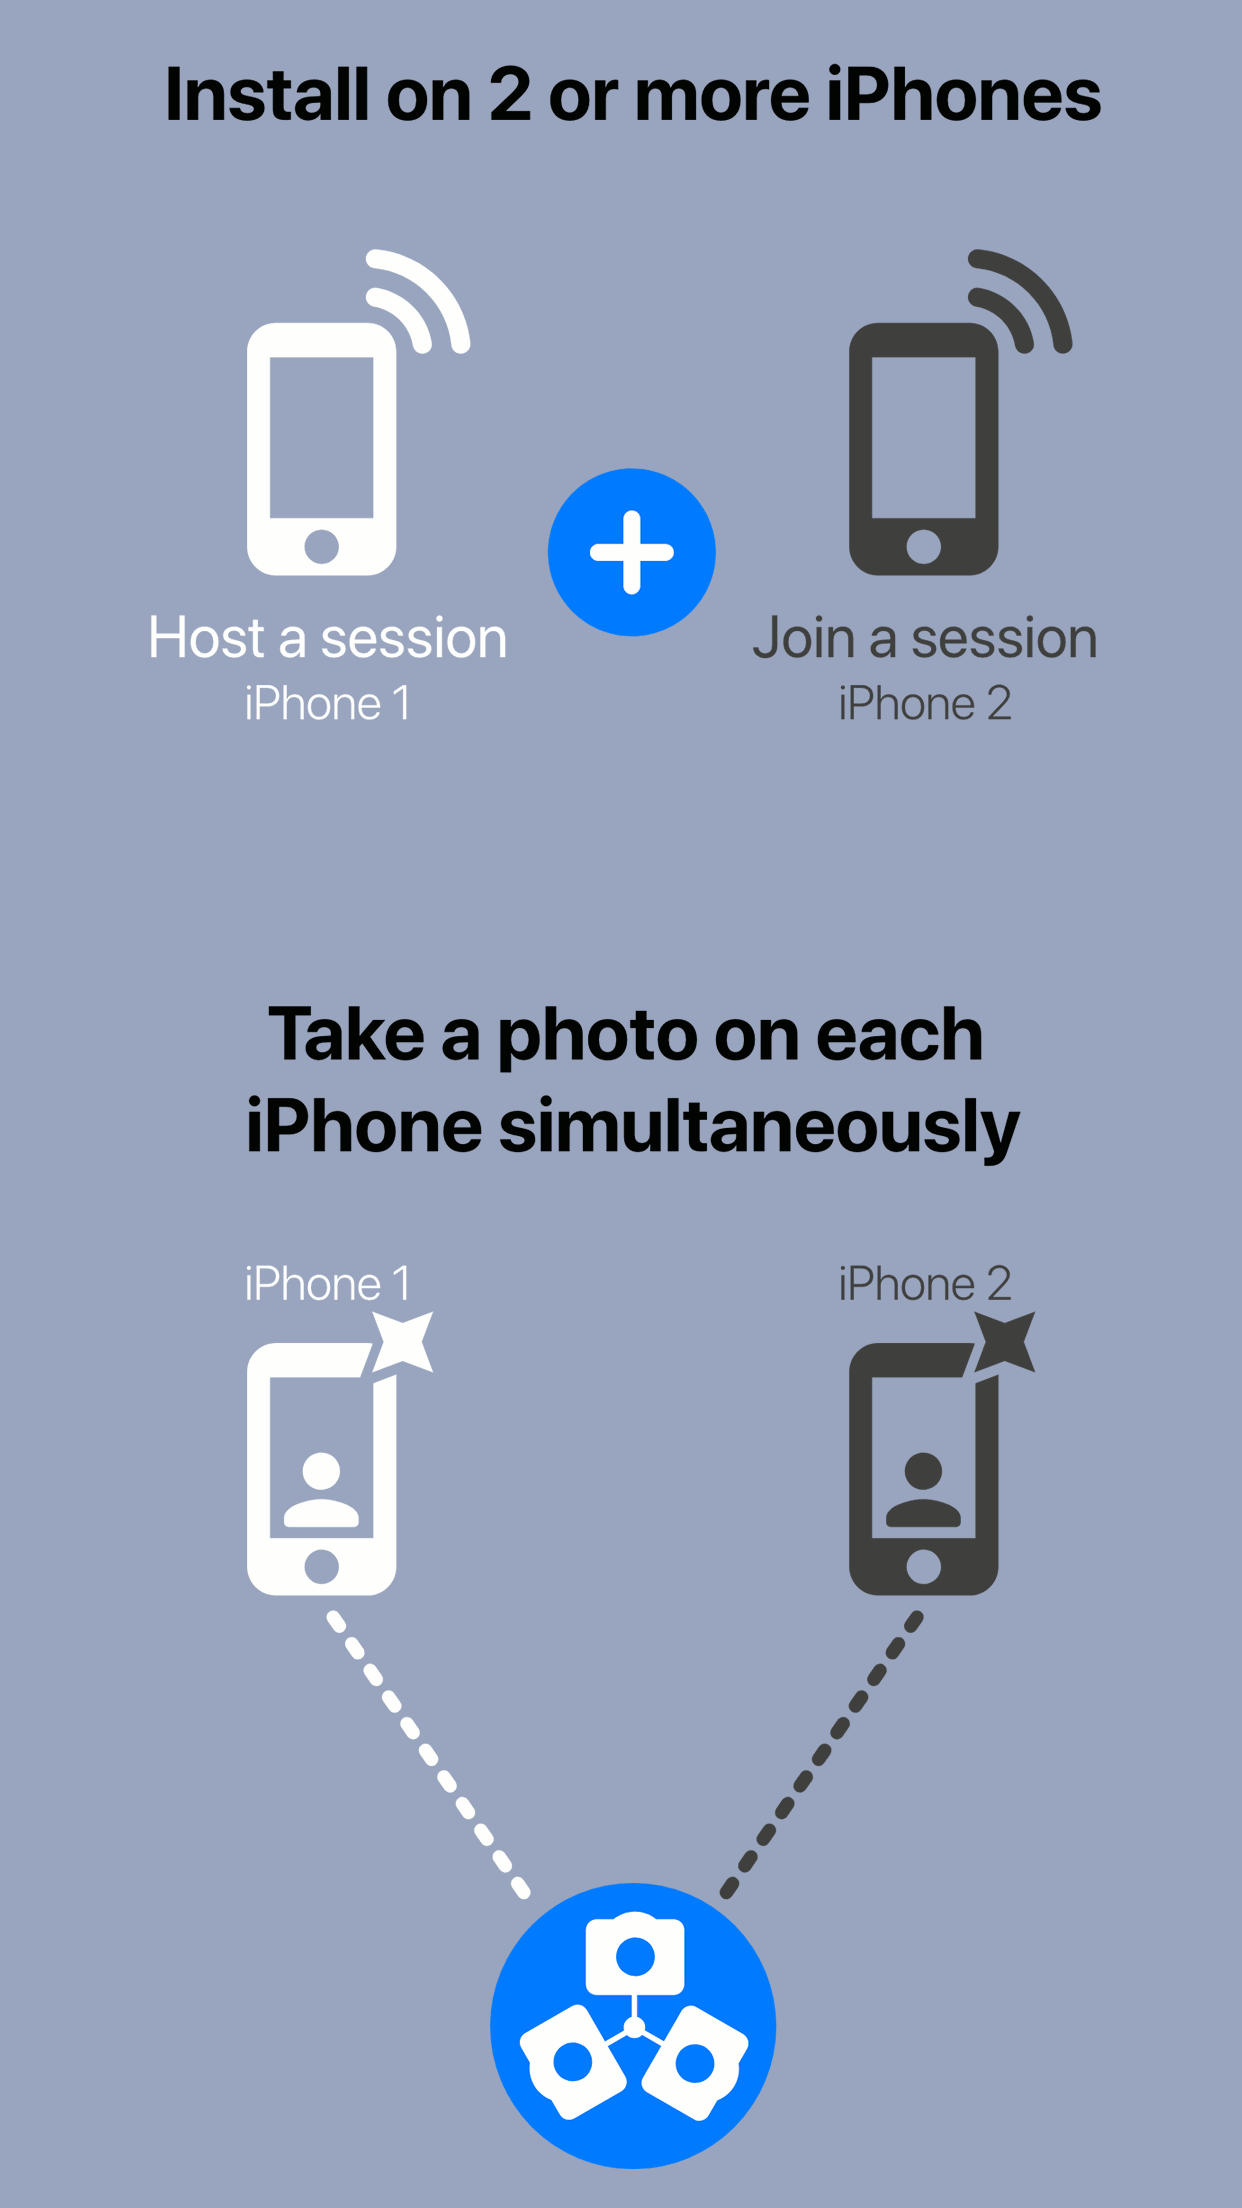 Install on 2 or more iPhones
Host a session
iPhone 1
Join a session
iPhone 2
Take a photo on each
iPhone simultaneously
iPhone 1
iPhone 2